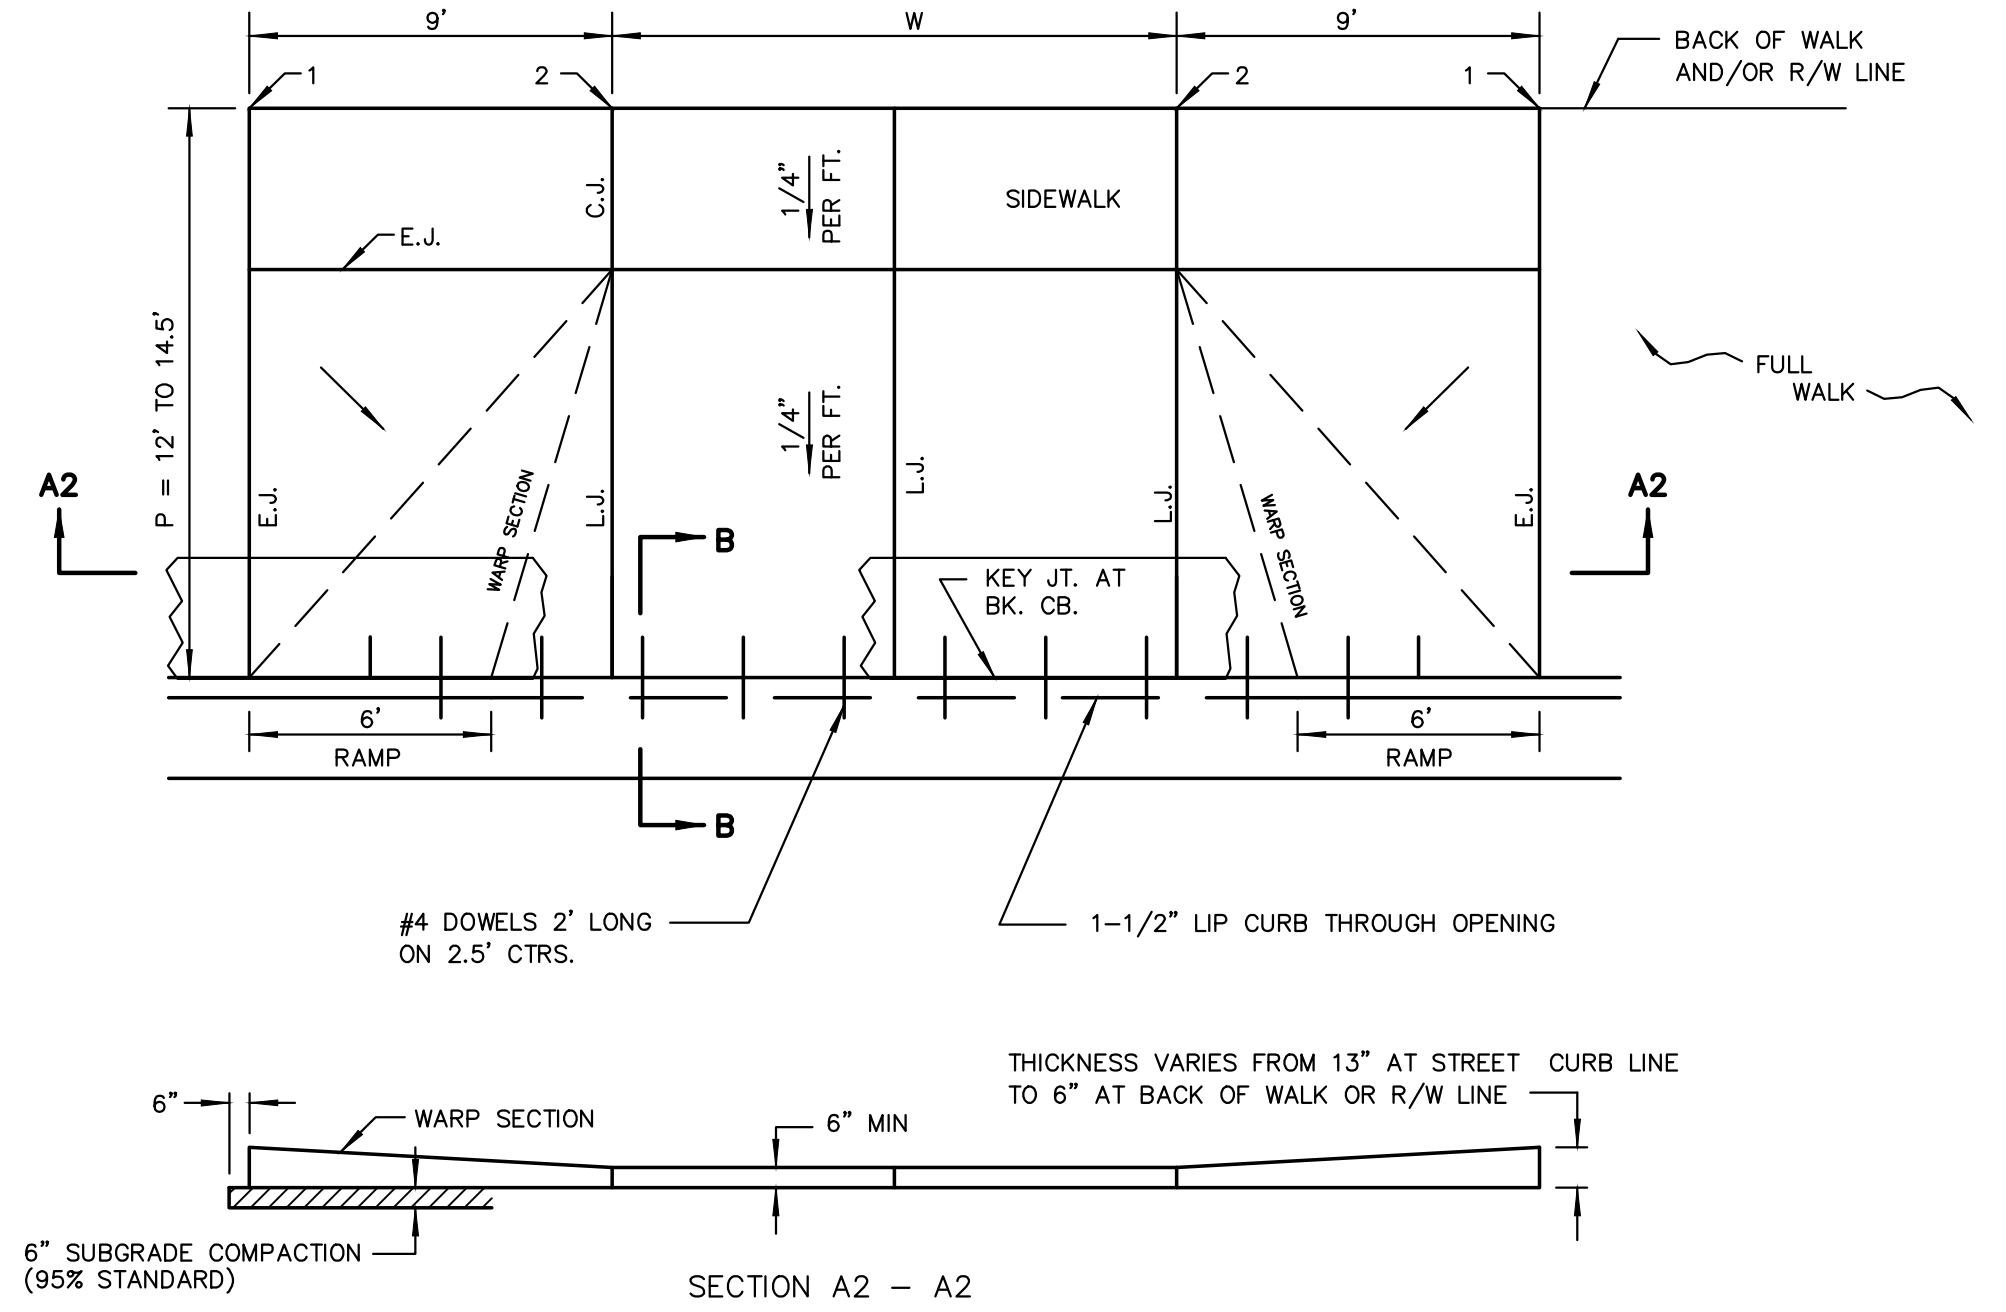 9' W 9'
BACK OF WALK
AND/OR R/W LINE
1 2 2 1
C.J.
1/4"
PER FT.
SIDEWALK
E.J.
P = 12' TO 14.5'
FULL
WALK
1/4"
PER FT.
A2 A2
E.J.
WARP SECTION
L.J.
L.J.
L.J.
WARP SECTION
E.J.
B
KEY JT. AT
BK. CB.
6' 6'
RAMP RAMP
B
#4 DOWELS 2' LONG
ON 2.5' CTRS.
1-1/2" LIP CURB THROUGH OPENING
THICKNESS VARIES FROM 13" AT STREET CURB LINE
TO 6" AT BACK OF WALK OR R/W LINE
6"
WARP SECTION
6" MIN
6" SUBGRADE COMPACTION
(95% STANDARD)
SECTION A2 - A2